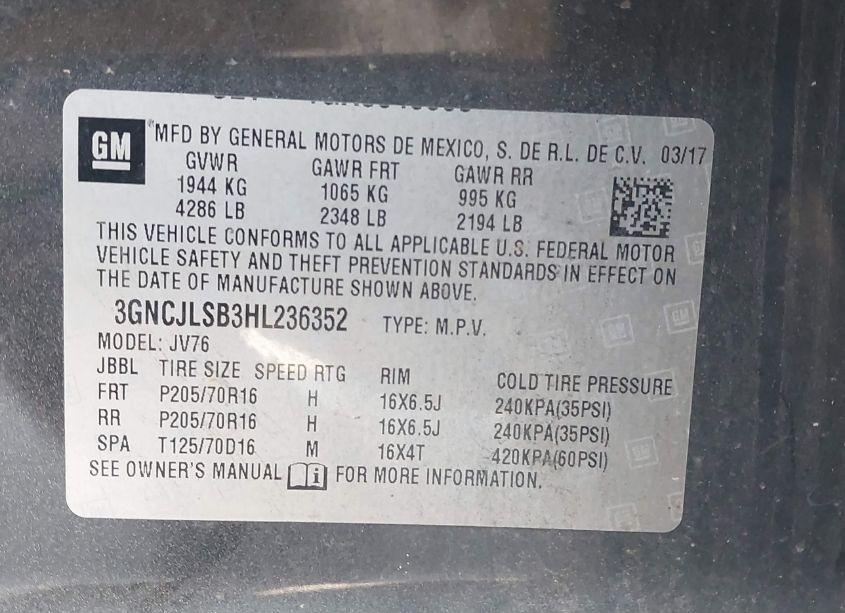 GM
MFD BY GENERAL MOTORS DE MEXICO, S. DE R.L. DE C.V. 03/17
GVWR GAWR FRT GAWR RR
1944 KG 1065 KG 995 KG
4286 LB 2348 LB 2194 LB
THIS VEHICLE CONFORMS TO ALL APPLICABLE U.S. FEDERAL MOTOR
VEHICLE SAFETY AND THEFT PREVENTION STANDARDS IN EFFECT ON
THE DATE OF MANUFACTURE SHOWN ABOVE.
3GNCJLSB3HL236352 TYPE: M.P.V.
MODEL: JV76
JBBL TIRE SIZE SPEED RTG RIM COLD TIRE PRESSURE
FRT P205/70R16 H 16X6.5J 240KPA(35PSI)
RR P205/70R16 H 16X6.5J 240KPA(35PSI)
SPA T125/70D16 M 16X4T 420KPA(60PSI)
SEE OWNER'S MANUAL i FOR MORE INFORMATION.